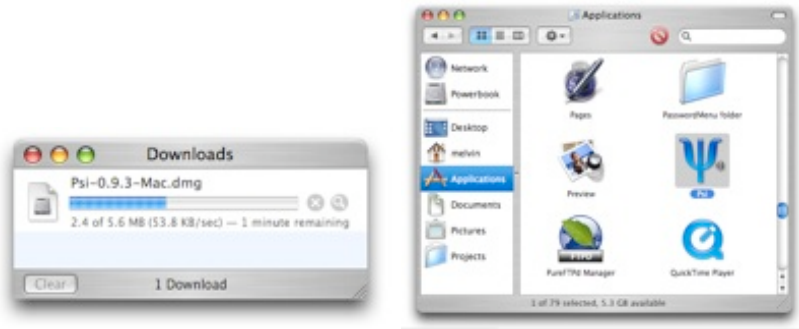 Downloads
Psi-0.9.3-Mac.dmg
2.4 of 5.6 MB (53.8 KB/sec) — 1 minute remaining
Clear
1 Download
Applications
Network
Powerbook
Desktop
melvin
Applications
Documents
Pictures
Projects
Pages
PasswordMenu folder
Preview
Psi
FTPD
PureFTPd Manager
QuickTime Player
1 of 79 selected, 5.3 GB available